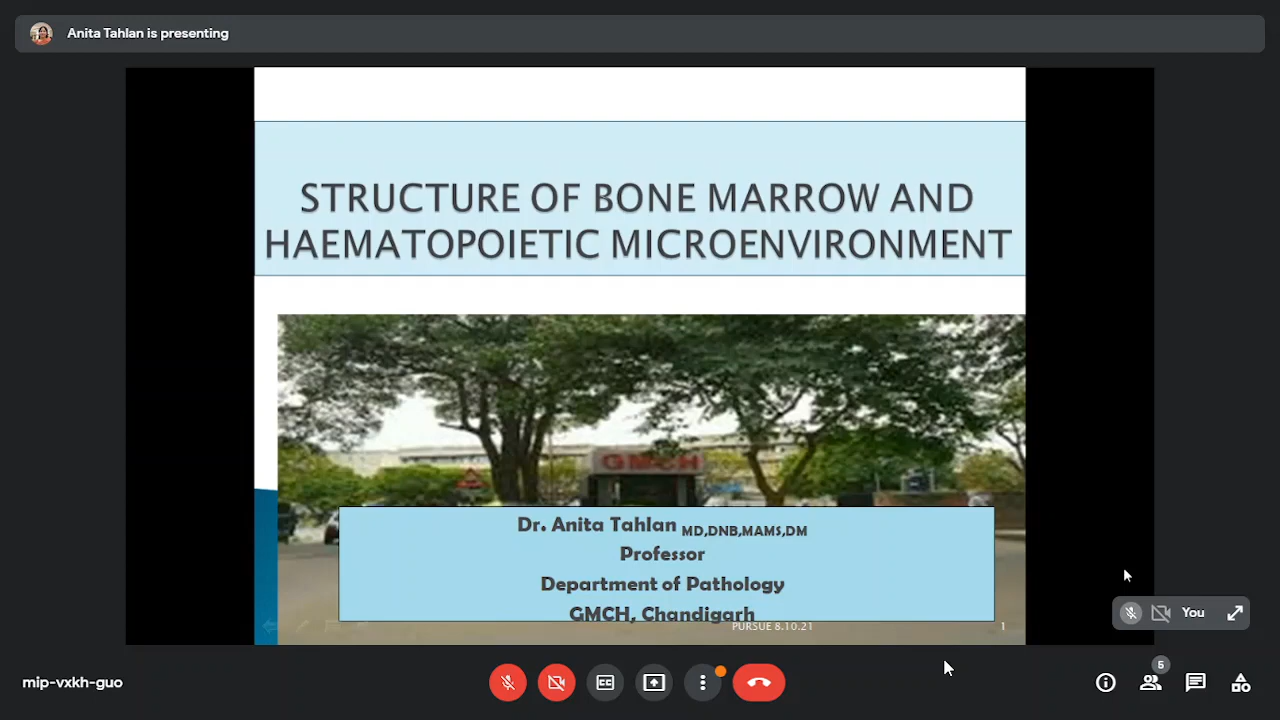 Anita Tahlan is presenting
STRUCTURE OF BONE MARROW AND
HAEMATOPOIETIC MICROENVIRONMENT
GMCH
Dr. Anita Tahlan MD,DNB,MAMS,DM
Professor
Department of Pathology
GMCH, Chandigarh
PURSUE 8.10.21
1
You
mip-vxkh-guo
CC
5